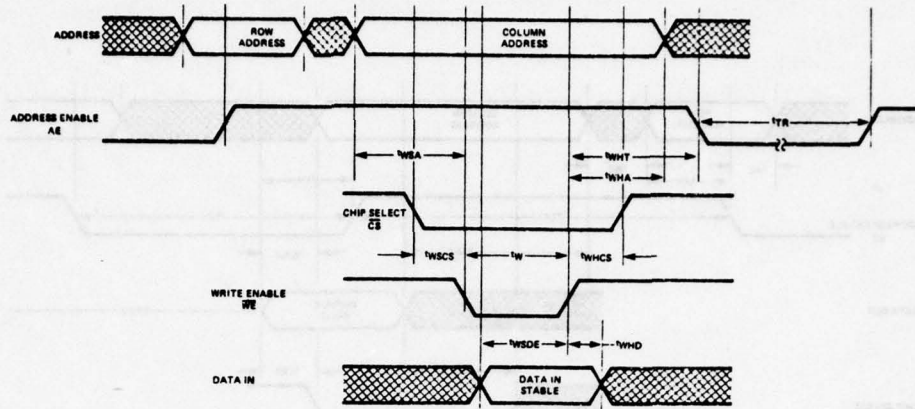 ADDRESS
ROW
ADDRESS
COLUMN
ADDRESS
ADDRESS ENABLE
AE
tTR
tWSA
tWHT
tWHA
CHIP SELECT
CS
tWSCS
tW
tWHCS
WRITE ENABLE
WE
tWSDE
tWHD
DATA IN
DATA IN
STABLE